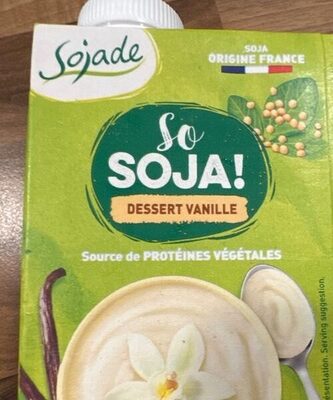 Sojade
SOJA
ORIGINE FRANCE
So
SOJA!
DESSERT VANILLE
Source de PROTÉINES VÉGÉTALES
Serving suggestion.